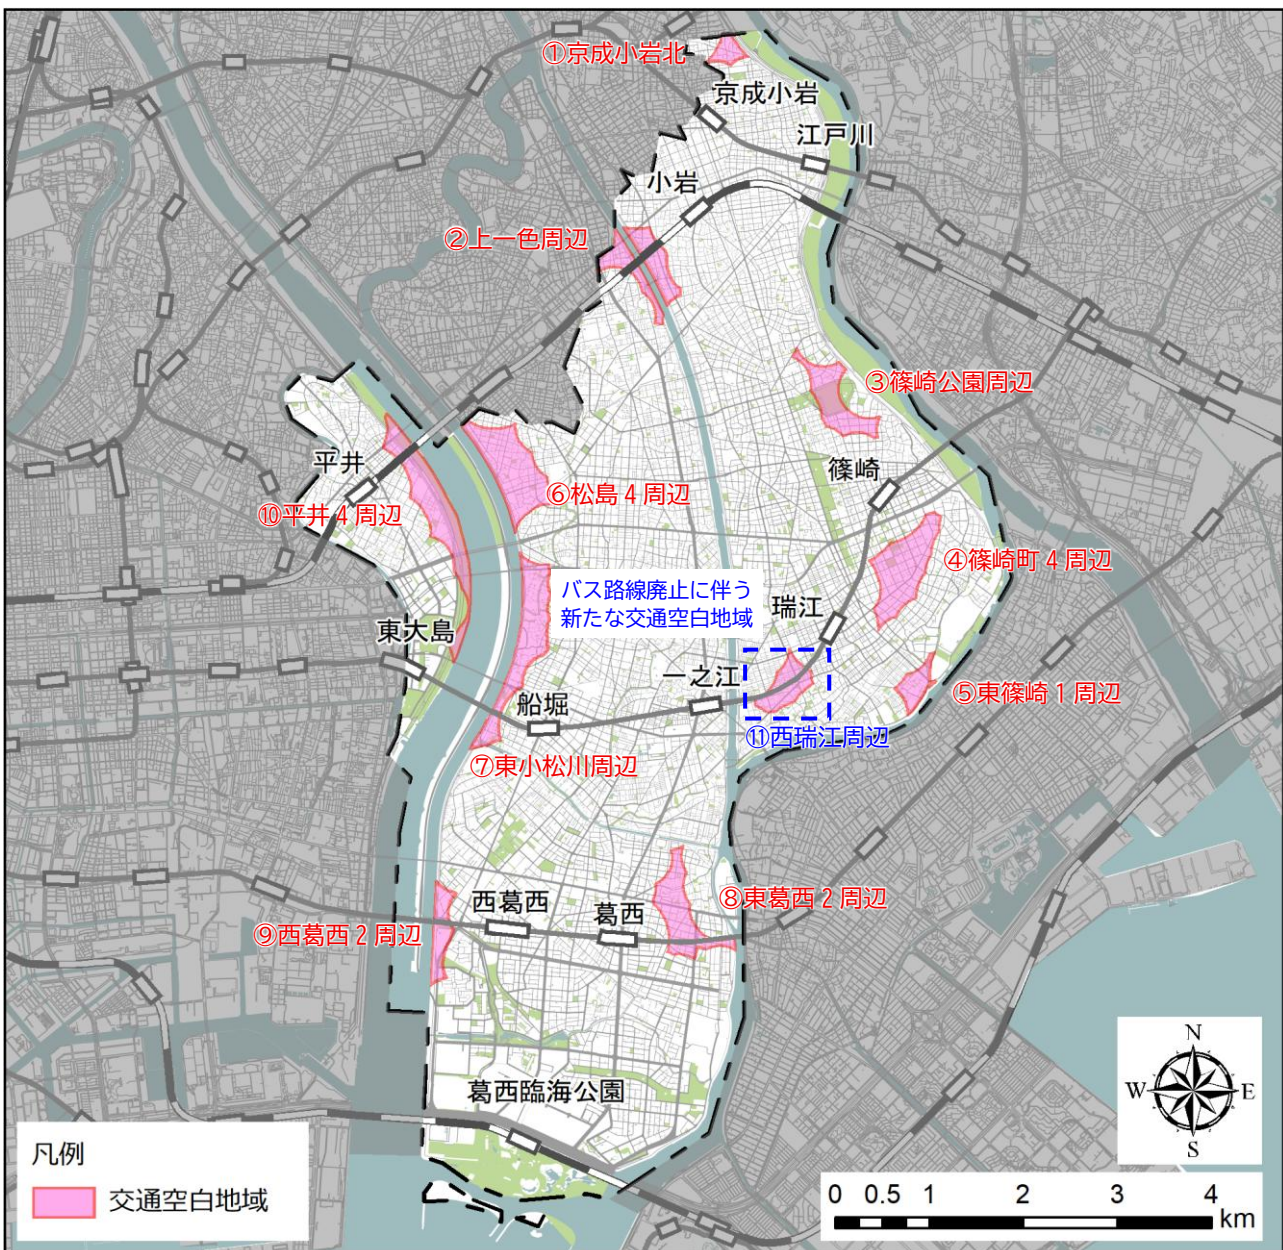 ①京成小岩北
京成小岩
江戸川
小岩
②上一色周辺
③篠崎公園周辺
平井
篠崎
⑥松島4周辺
⑩平井4周辺
④篠崎町4周辺
バス路線廃止に伴う
新たな交通空白地域
瑞江
東大島
一之江
⑤東篠崎1周辺
船堀
⑪西瑞江周辺
⑦東小松川周辺
西葛西
葛西
⑧東葛西2周辺
⑨西葛西2周辺
葛西臨海公園
N
W E
S
凡例
交通空白地域
0 0.5 1 2 3 4
km